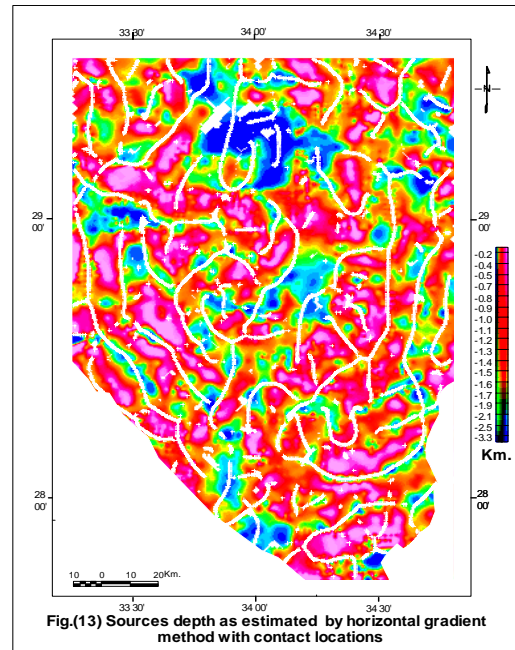 33 30' 34 00' 34 30'
N
29 00' 29 00'
-0.2
-0.4
-0.5
-0.7
-0.8
-0.9
-1.0
-1.1
-1.2
-1.3
-1.4
-1.5
-1.6
-1.7
-1.9
-2.1
-2.5
-3.3
Km.
28 00' 28 00'
10 0 10 20Km.
33 30' 34 00' 34 30'
Fig.(13) Sources depth as estimated by horizontal gradient
method with contact locations